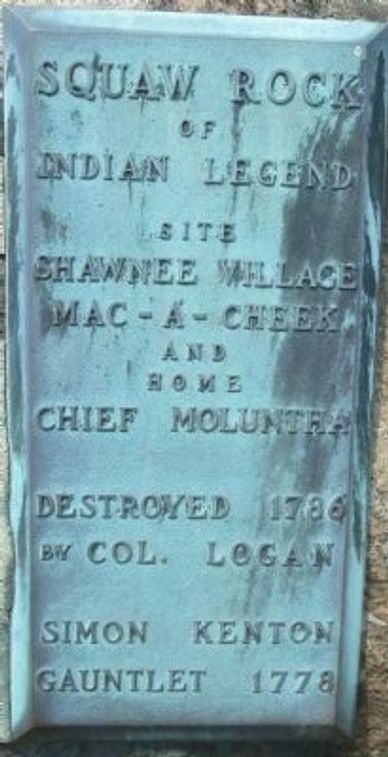 SQUAW ROCK
OF
INDIAN LEGEND
SITE
SHAWNEE VILLAGE
MAC-A-CHEEK
AND
HOME
CHIEF MOLUNTHA
DESTROYED 1786
BY COL. LOGAN
SIMON KENTON
GAUNTLET 1778